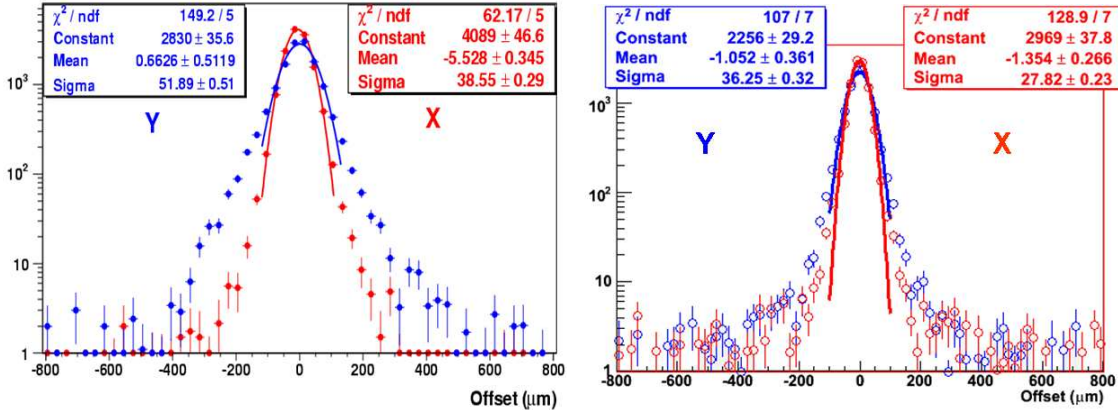 χ² / ndf 149.2 / 5
Constant 2830 ± 35.6
Mean 0.6626 ± 0.5119
Sigma 51.89 ± 0.51
χ² / ndf 62.17 / 5
Constant 4089 ± 46.6
Mean -5.528 ± 0.345
Sigma 38.55 ± 0.29
10³
10²
10
1
Y
X
-800 -600 -400 -200 0 200 400 600 800
Offset (μm)
χ² / ndf 107 / 7
Constant 2256 ± 29.2
Mean -1.052 ± 0.361
Sigma 36.25 ± 0.32
χ² / ndf 128.9 / 7
Constant 2969 ± 37.8
Mean -1.354 ± 0.266
Sigma 27.82 ± 0.23
10³
10²
10
1
Y
X
-800 -600 -400 -200 0 200 400 600 800
Offset (μm)